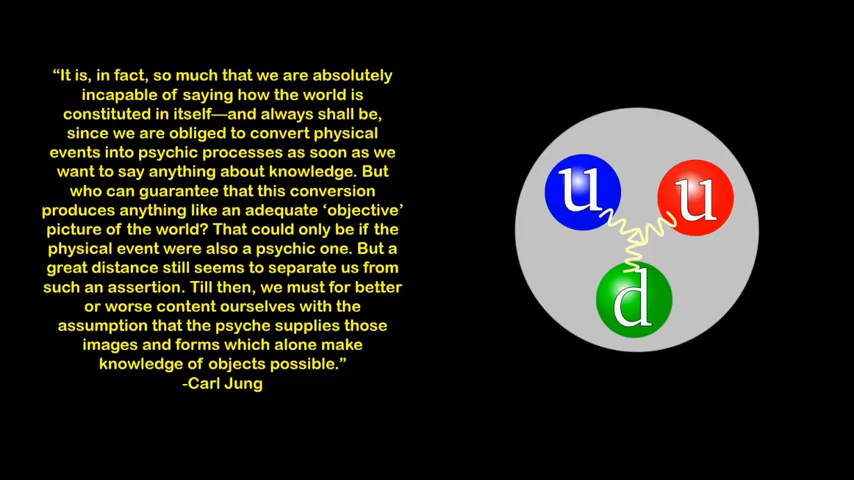 “It is, in fact, so much that we are absolutely
incapable of saying how the world is
constituted in itself—and always shall be,
since we are obliged to convert physical
events into psychic processes as soon as we
want to say anything about knowledge. But
who can guarantee that this conversion
produces anything like an adequate ‘objective’
picture of the world? That could only be if the
physical event were also a psychic one. But a
great distance still seems to separate us from
such an assertion. Till then, we must for better
or worse content ourselves with the
assumption that the psyche supplies those
images and forms which alone make
knowledge of objects possible.”
-Carl Jung
u
u
d